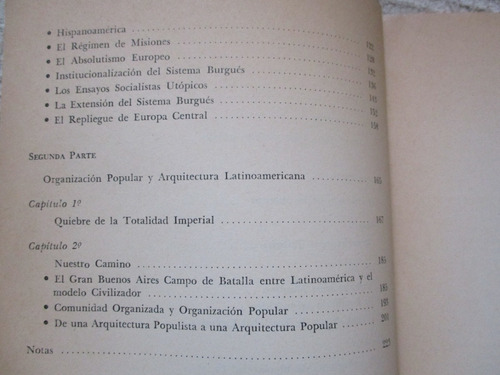 • Hispanoamérica
• El Régimen de Misiones
• El Absolutismo Europeo
• Institucionalización del Sistema Burgués
• Los Ensayos Socialistas Utópicos
• La Extensión del Sistema Burgués
• El Repliegue de Europa Central
SEGUNDA PARTE
Organización Popular y Arquitectura Latinoamericana
Capítulo 1º
Quiebre de la Totalidad Imperial 167
Capítulo 2º
Nuestro Camino
• El Gran Buenos Aires Campo de Batalla entre Latinoamérica y el
modelo Civilizador
• Comunidad Organizada y Organización Popular
• De una Arquitectura Populista a una Arquitectura Popular
Notas